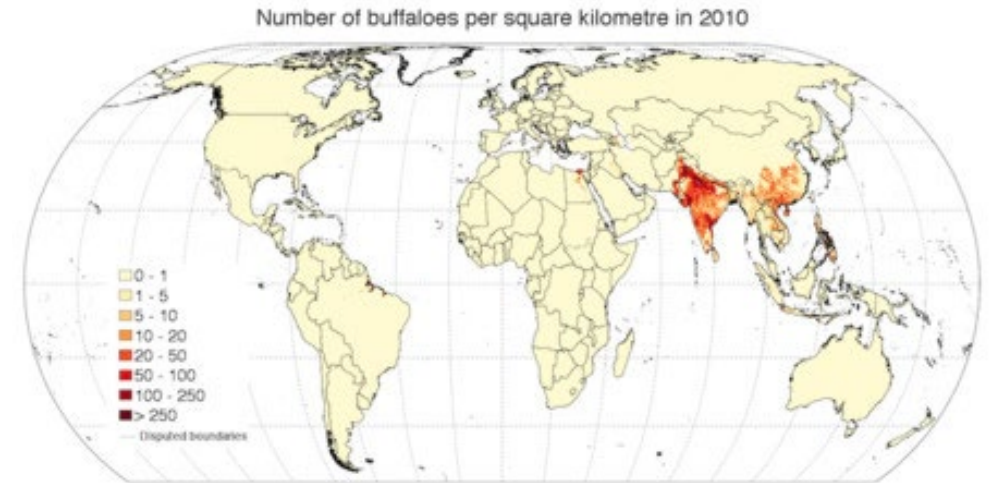 Number of buffaloes per square kilometre in 2010
0 - 1
1 - 5
5 - 10
10 - 20
20 - 50
50 - 100
100 - 250
> 250
Disputed boundaries